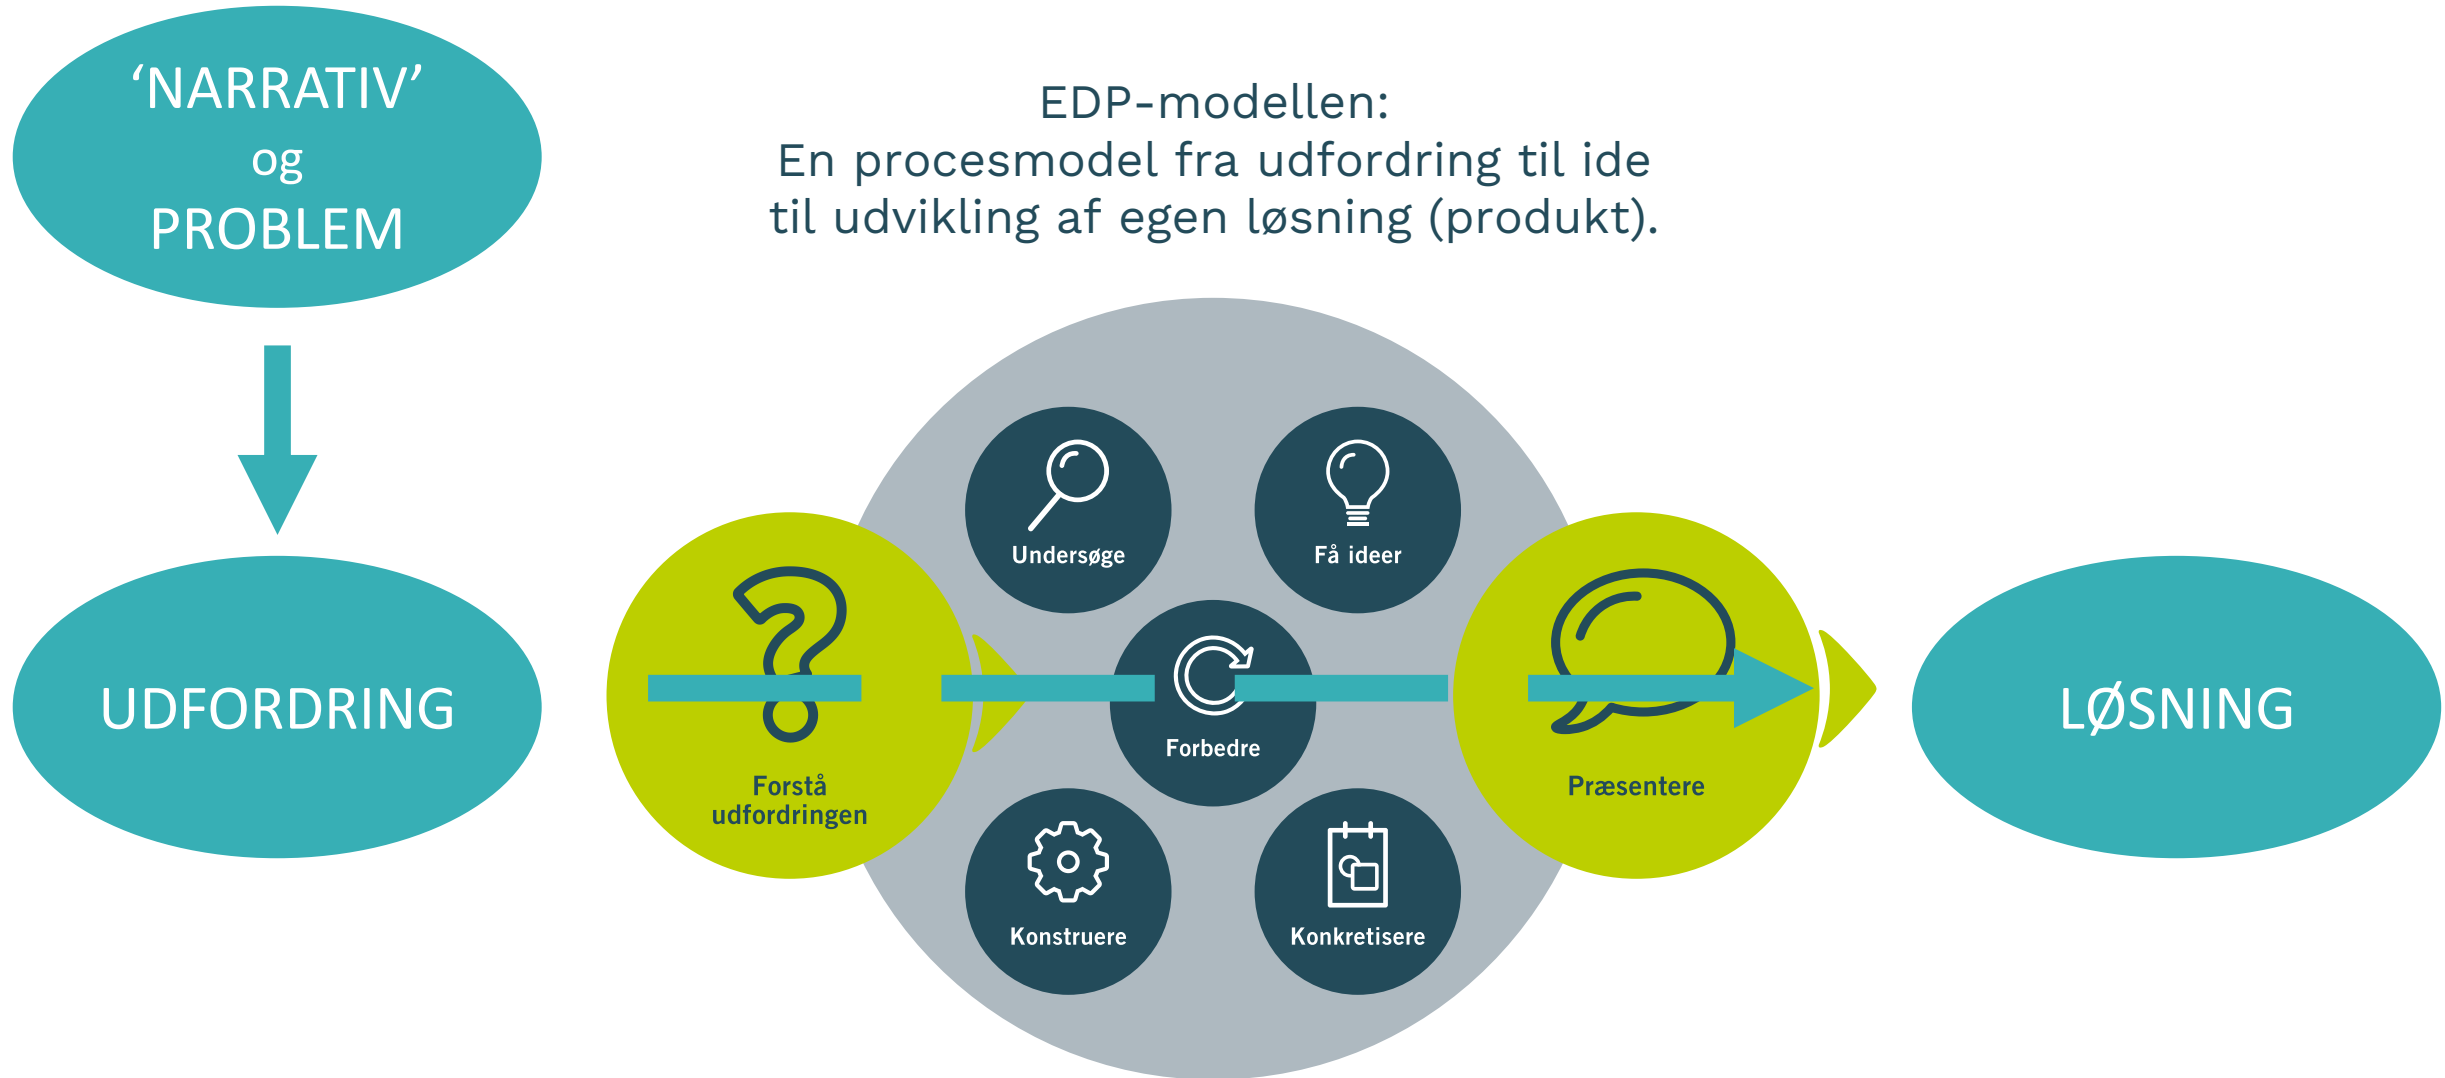 ‘NARRATIV’
og
PROBLEM
EDP-modellen:
En procesmodel fra udfordring til ide
til udvikling af egen løsning (produkt).
UDFORDRING
Forstå
udfordringen
Undersøge
Få ideer
Forbedre
Konstruere
Konkretisere
Præsentere
LØSNING